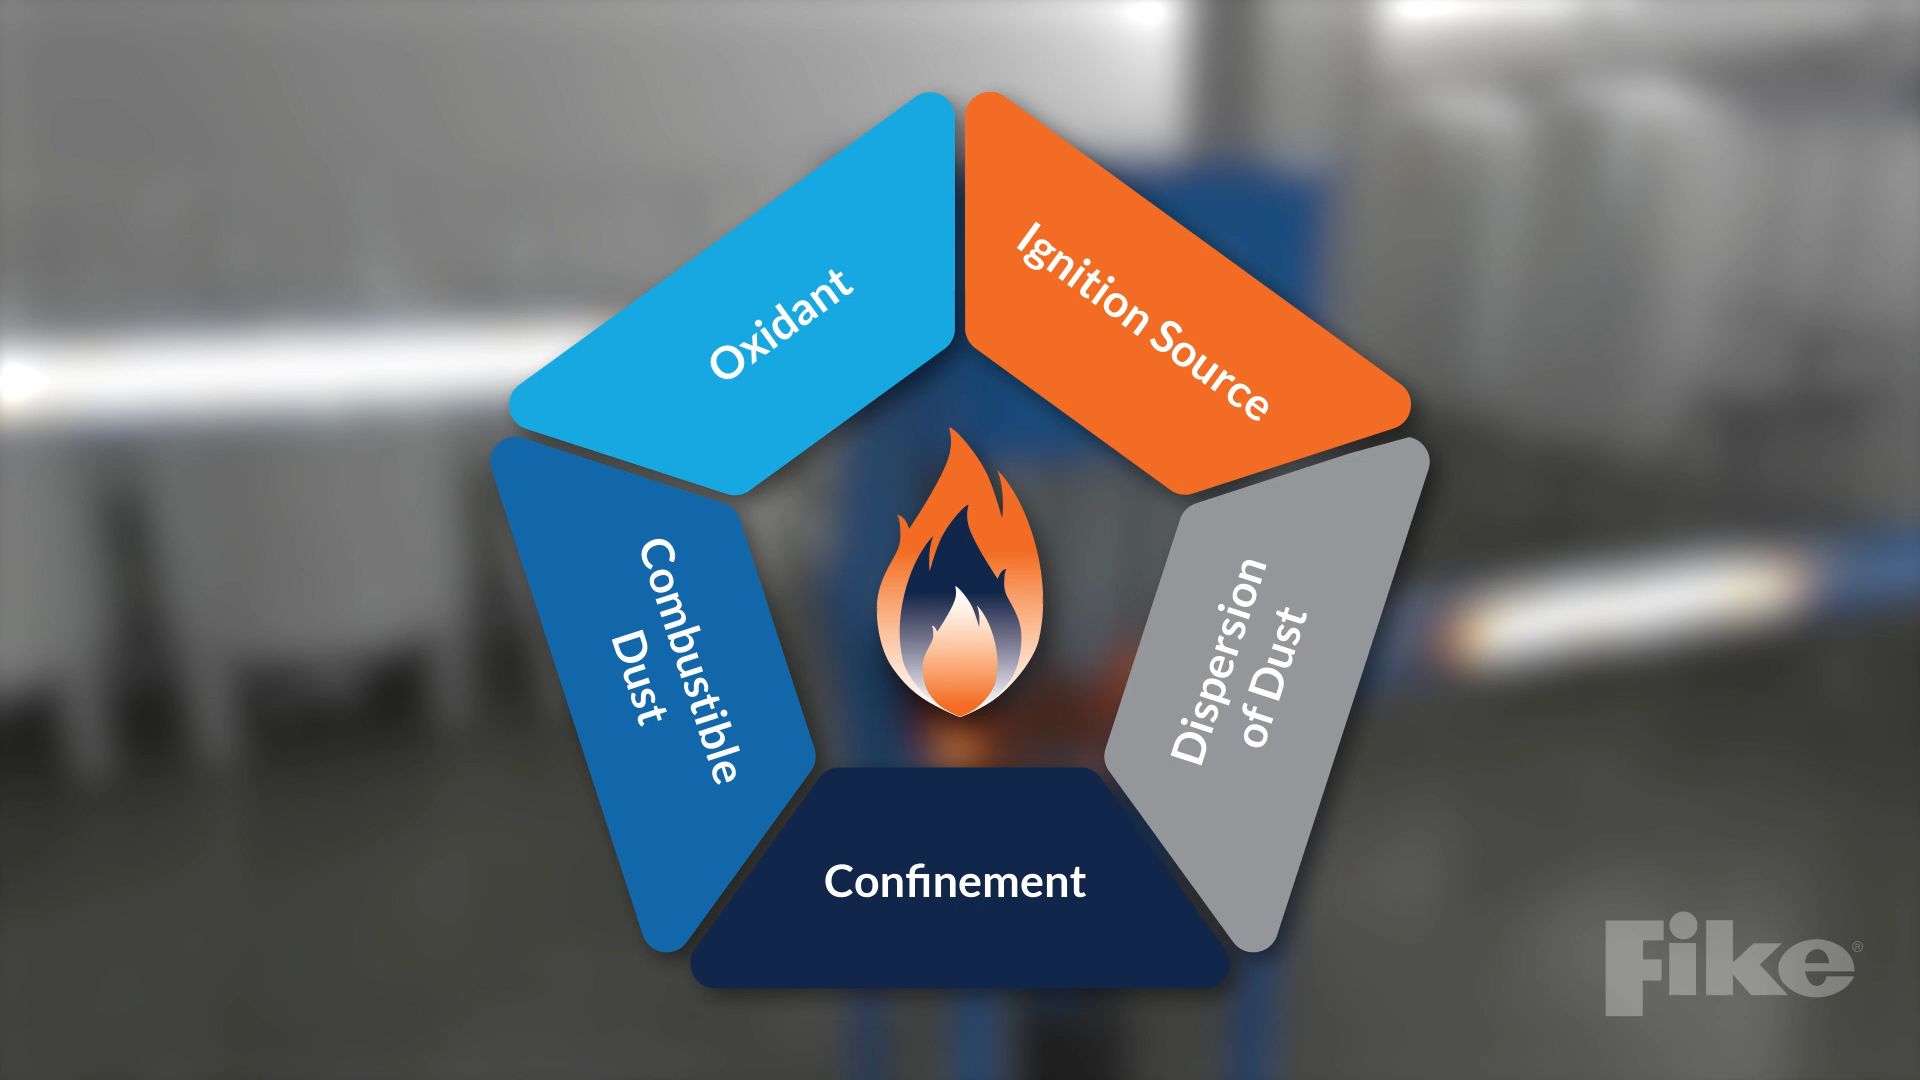 Oxidant
Ignition Source
Combustible
Dust
Dispersion
of Dust
Confinement
Fike®